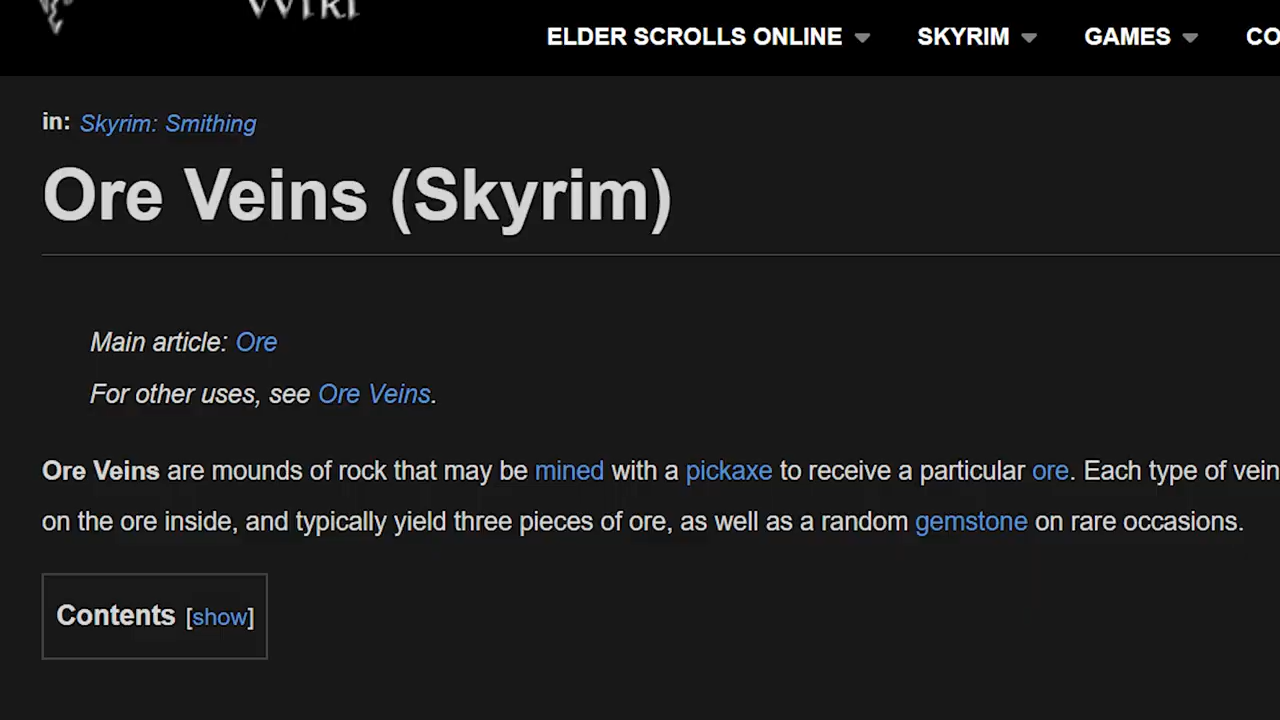 WIKI
ELDER SCROLLS ONLINE SKYRIM GAMES CO
in: Skyrim: Smithing
Ore Veins (Skyrim)
Main article: Ore
For other uses, see Ore Veins.
Ore Veins are mounds of rock that may be mined with a pickaxe to receive a particular ore. Each type of vein
on the ore inside, and typically yield three pieces of ore, as well as a random gemstone on rare occasions.
Contents [show]